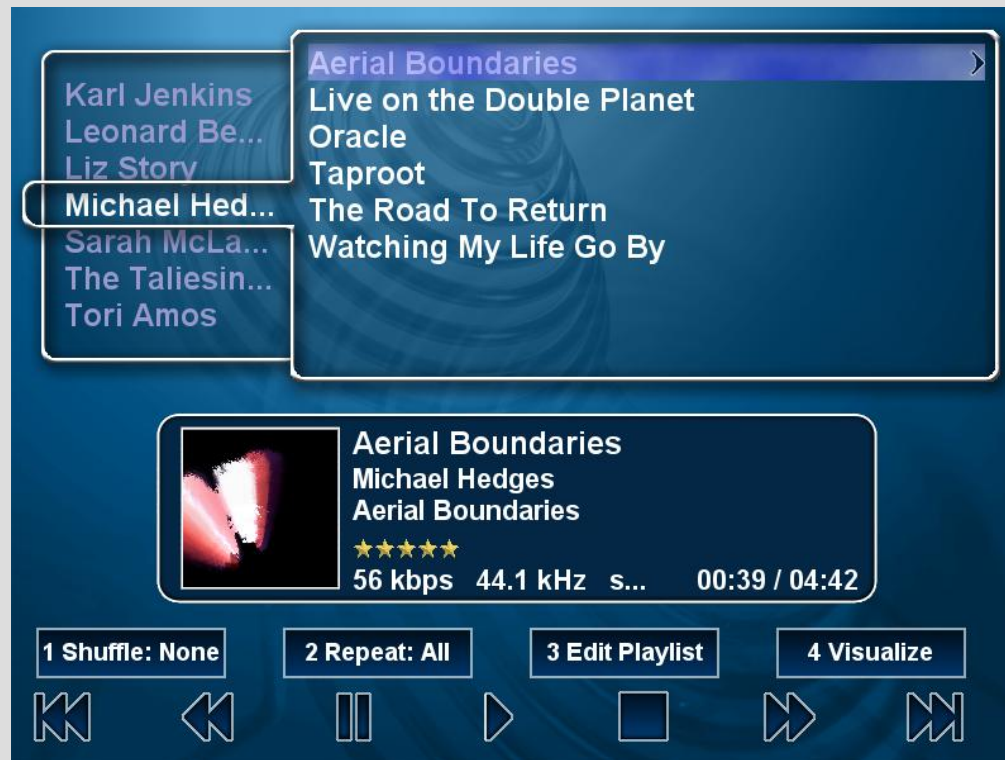 Karl Jenkins
Leonard Be...
Liz Story
Michael Hed...
Sarah McLa...
The Taliesin...
Tori Amos
Aerial Boundaries
Live on the Double Planet
Oracle
Taproot
The Road To Return
Watching My Life Go By
Aerial Boundaries
Michael Hedges
Aerial Boundaries
56 kbps 44.1 kHz s... 00:39 / 04:42
1 Shuffle: None
2 Repeat: All
3 Edit Playlist
4 Visualize